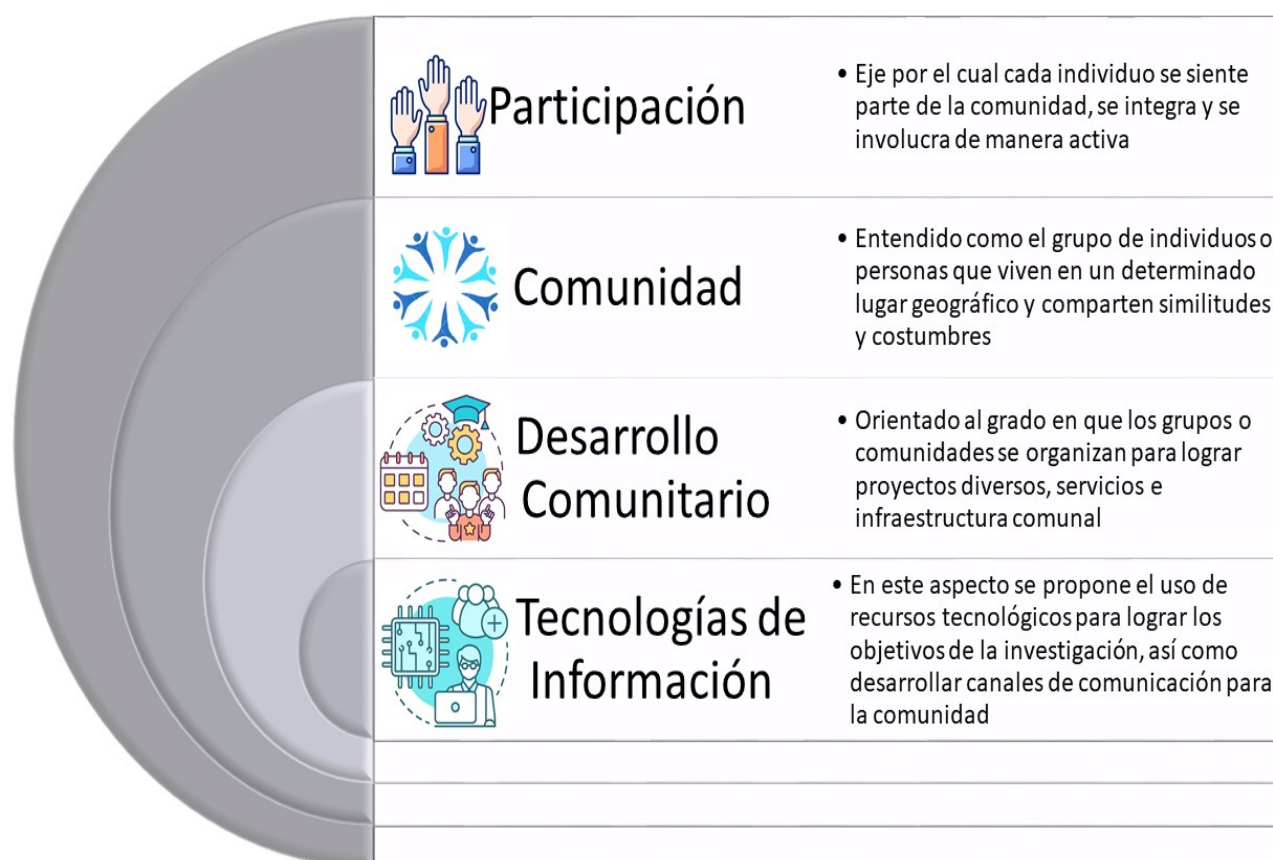 Participación
• Eje por el cual cada individuo se siente
parte de la comunidad, se integra y se
involucra de manera activa
Comunidad
• Entendido como el grupo de individuos o
personas que viven en un determinado
lugar geográfico y comparten similitudes
y costumbres
Desarrollo
Comunitario
• Orientado al grado en que los grupos o
comunidades se organizan para lograr
proyectos diversos, servicios e
infraestructura comunal
Tecnologías de
Información
• En este aspecto se propone el uso de
recursos tecnológicos para lograr los
objetivos de la investigación, así como
desarrollar canales de comunicación para
la comunidad